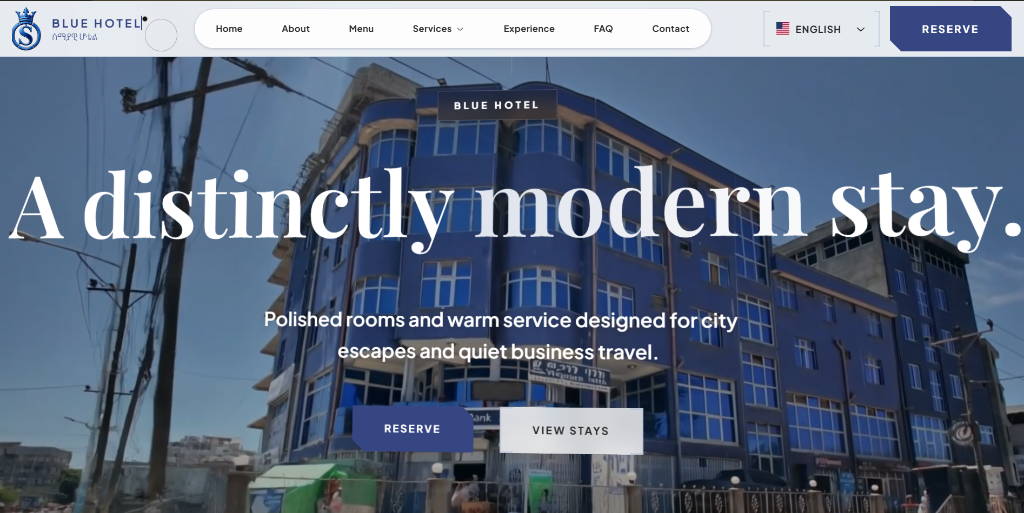 BLUE HOTEL
Home
About
Menu
Services
Experience
FAQ
Contact
ENGLISH
RESERVE
BLUE HOTEL
A distinctly modern stay.
Polished rooms and warm service designed for city
escapes and quiet business travel.
Bank
RESERVE
VIEW STAYS